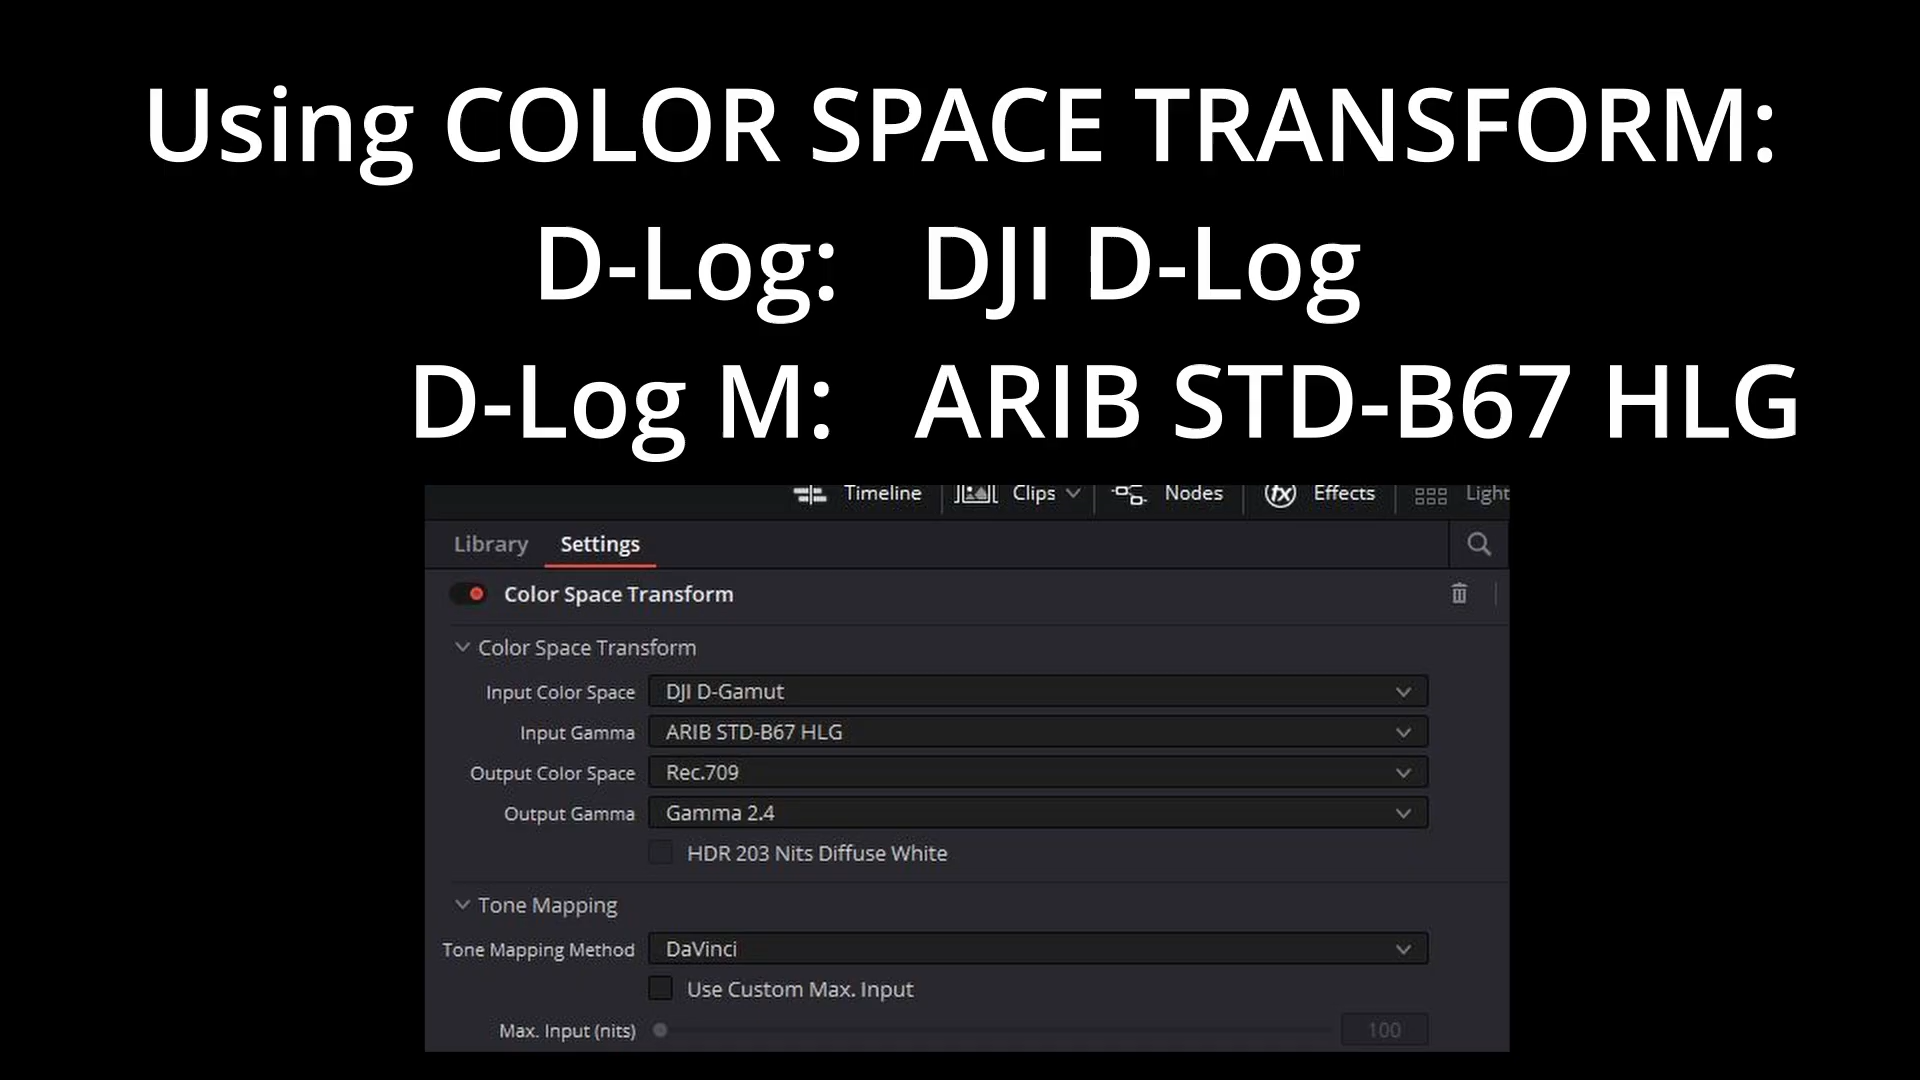 Using COLOR SPACE TRANSFORM:
D-Log: DJI D-Log
D-Log M: ARIB STD-B67 HLG
Timeline Clips Nodes fx Effects Light
Library Settings
Color Space Transform
Color Space Transform
Input Color Space DJI D-Gamut
Input Gamma ARIB STD-B67 HLG
Output Color Space Rec.709
Output Gamma Gamma 2.4
HDR 203 Nits Diffuse White
Tone Mapping
Tone Mapping Method DaVinci
Use Custom Max. Input
Max. Input (nits) 100